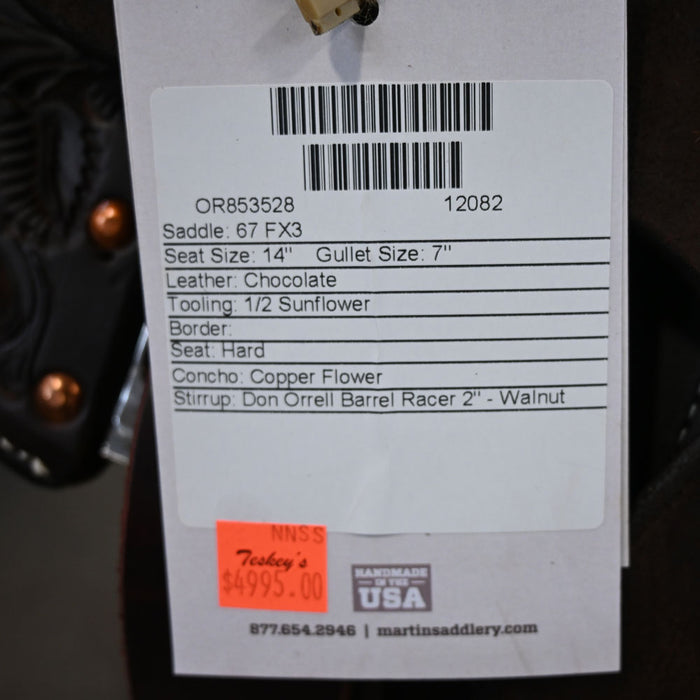 OR853528 12082
Saddle: 67 FX3
Seat Size: 14" Gullet Size: 7"
Leather: Chocolate
Tooling: 1/2 Sunflower
Border:
Seat: Hard
Concho: Copper Flower
Stirrup: Don Orrell Barrel Racer 2" - Walnut
NNSS
Teskey's
$4995.00
HANDMADE
IN THE
USA
877.654.2946 | martinsaddlery.com